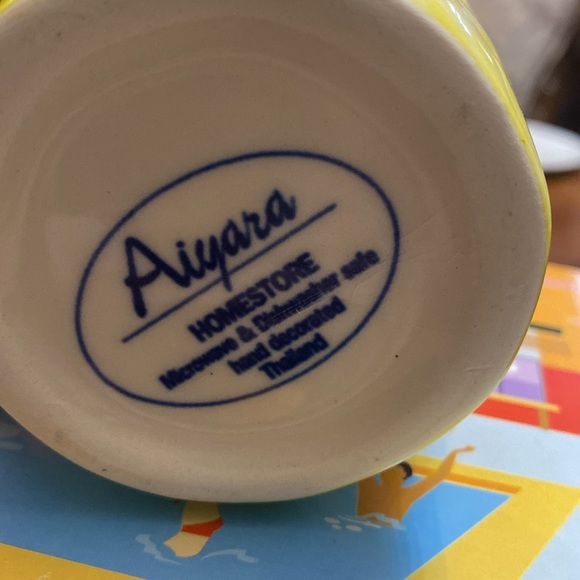 Aiyara
HOMESTORE
Microwave & Dishwasher safe
hand decorated
Thailand